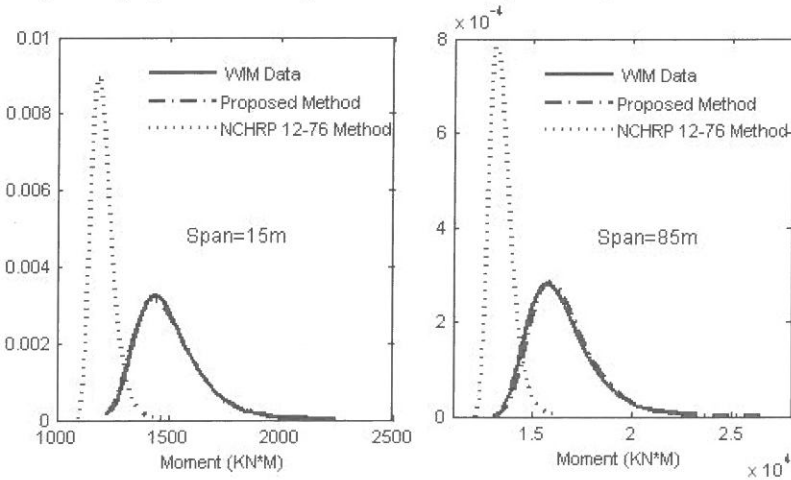 0.01
0.008
0.006
0.004
0.002
0
1000
1500
2000
2500
WIM Data
Proposed Method
NCHRP 12-76 Method
Span=15m
Moment (KN*M)
× 10⁻⁴
8
6
4
2
0
1.5
2
2.5
WIM Data
Proposed Method
NCHRP 12-76 Method
Span=85m
Moment (KN*M)
× 10⁴